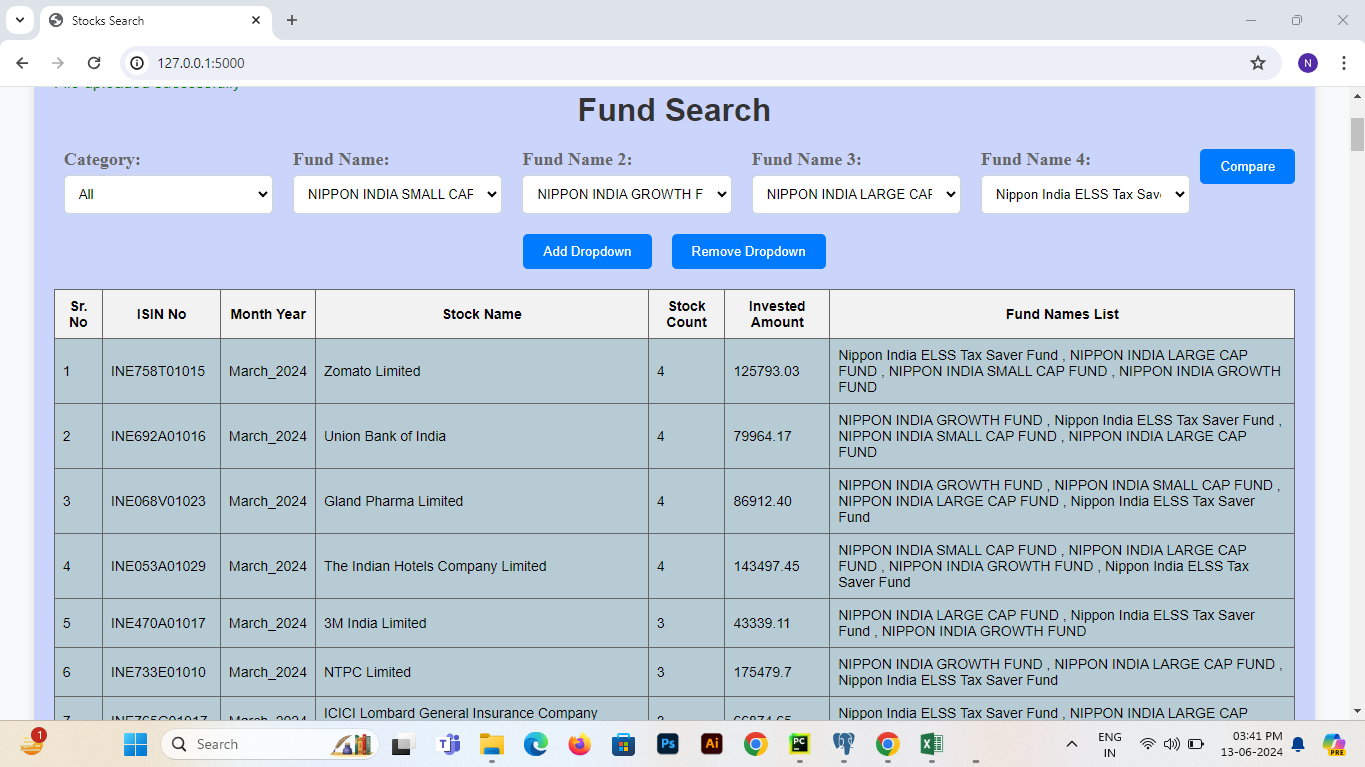 Stocks Search
127.0.0.1:5000
N
File uploaded successfully
Fund Search
Category:
Fund Name:
Fund Name 2:
Fund Name 3:
Fund Name 4:
Compare
All
NIPPON INDIA SMALL CAP
NIPPON INDIA GROWTH F
NIPPON INDIA LARGE CAP
Nippon India ELSS Tax Sav
Add Dropdown
Remove Dropdown
Sr. No
ISIN No
Month Year
Stock Name
Stock Count
Invested Amount
Fund Names List
1 INE758T01015 March_2024 Zomato Limited 4 125793.03
Nippon India ELSS Tax Saver Fund , NIPPON INDIA LARGE CAP
FUND , NIPPON INDIA SMALL CAP FUND , NIPPON INDIA GROWTH
FUND
2 INE692A01016 March_2024 Union Bank of India 4 79964.17
NIPPON INDIA GROWTH FUND , Nippon India ELSS Tax Saver Fund ,
NIPPON INDIA SMALL CAP FUND , NIPPON INDIA LARGE CAP
FUND
3 INE068V01023 March_2024 Gland Pharma Limited 4 86912.40
NIPPON INDIA GROWTH FUND , NIPPON INDIA SMALL CAP FUND ,
NIPPON INDIA LARGE CAP FUND , Nippon India ELSS Tax Saver
Fund
4 INE053A01029 March_2024 The Indian Hotels Company Limited 4 143497.45
NIPPON INDIA SMALL CAP FUND , NIPPON INDIA LARGE CAP
FUND , NIPPON INDIA GROWTH FUND , Nippon India ELSS Tax
Saver Fund
5 INE470A01017 March_2024 3M India Limited 3 43339.11
NIPPON INDIA LARGE CAP FUND , Nippon India ELSS Tax Saver
Fund , NIPPON INDIA GROWTH FUND
6 INE733E01010 March_2024 NTPC Limited 3 175479.7
NIPPON INDIA GROWTH FUND , NIPPON INDIA LARGE CAP FUND ,
Nippon India ELSS Tax Saver Fund
7 INE765G01017 March_2024 ICICI Lombard General Insurance Company 3
Nippon India ELSS Tax Saver Fund , NIPPON INDIA LARGE CAP
1
Search
Ps
Ai
PC
ENG
IN
03:41 PM
13-06-2024
PRE